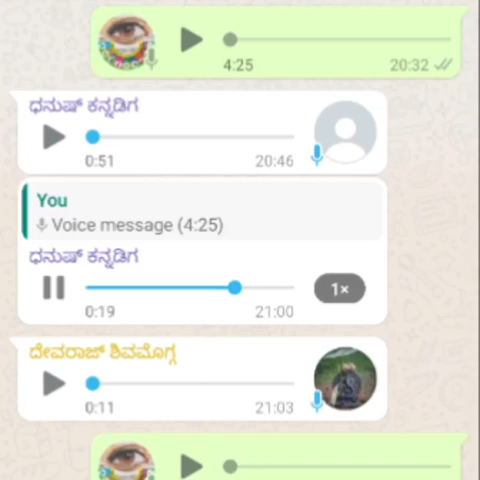 4:25 20:32
ಧನುಷ್ ಕನ್ನಡಿಗ
0:51 20:46
You
Voice message (4:25)
ಧನುಷ್ ಕನ್ನಡಿಗ
1×
0:19 21:00
ದೇವರಾಜ್ ಶಿವಮೊಗ್ಗ
0:11 21:03